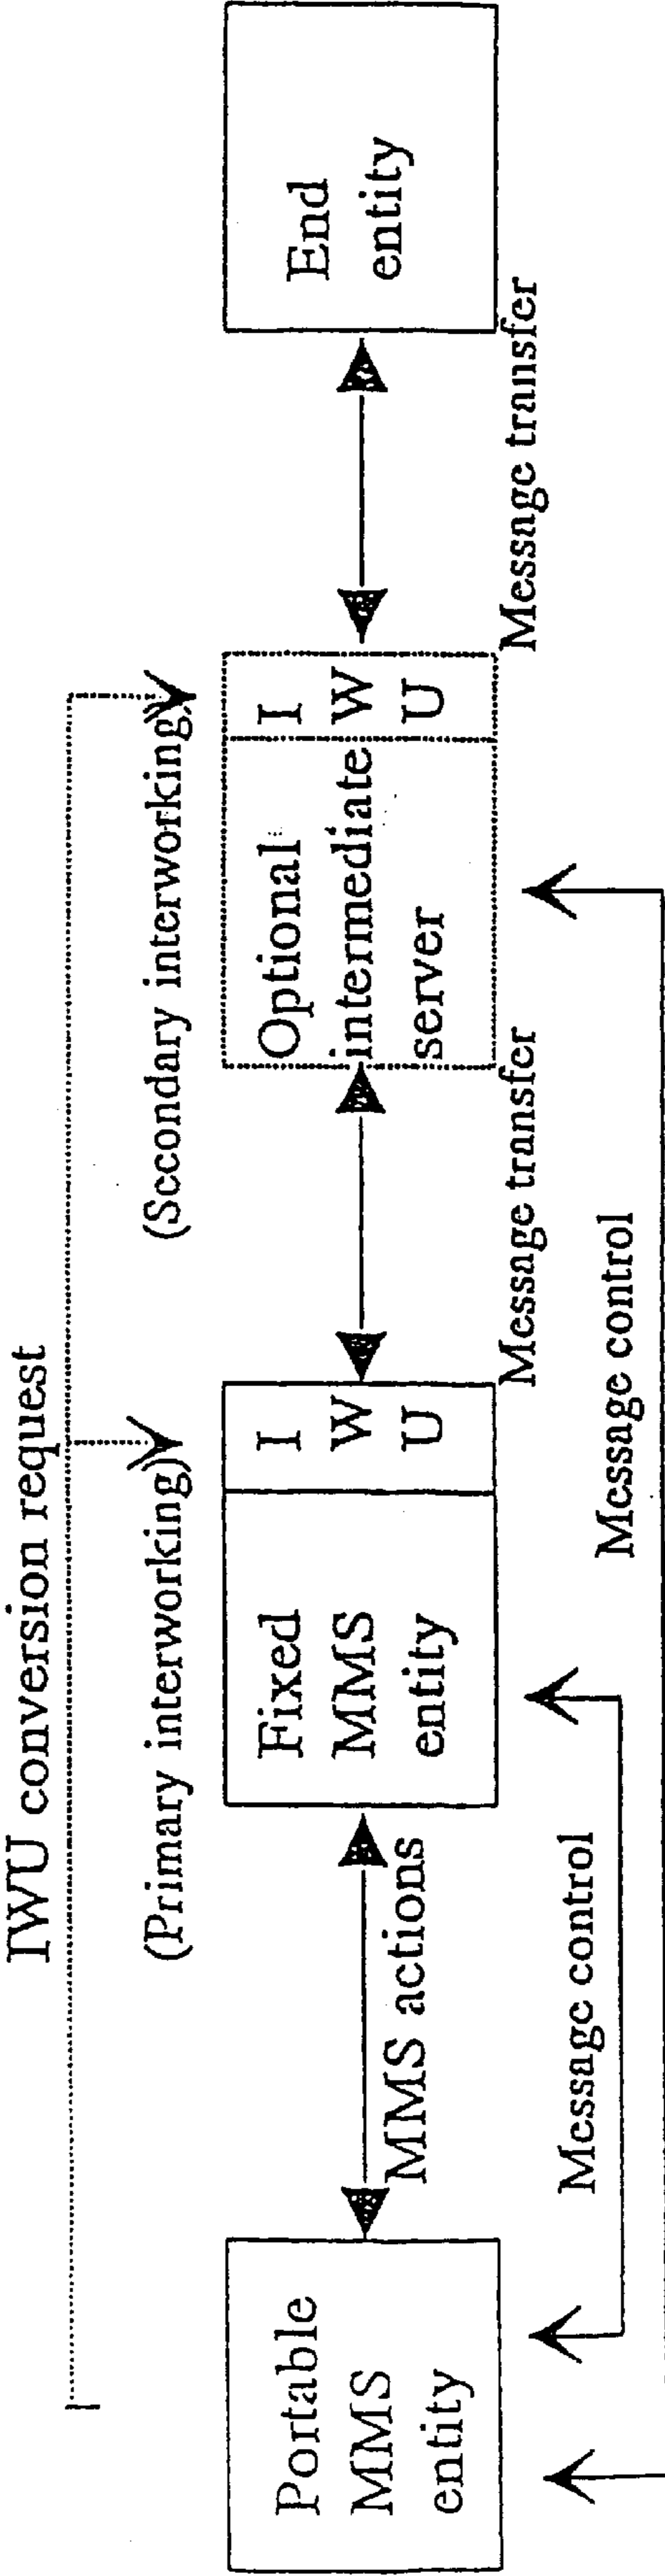 IWU conversion request
(Primary interworking)
(Secondary interworking)
Portable
MMS
entity
MMS actions
Fixed
MMS
entity
I
W
U
Message transfer
Optional
intermediate
server
I
W
U
Message transfer
End
entity
Message control
Message control